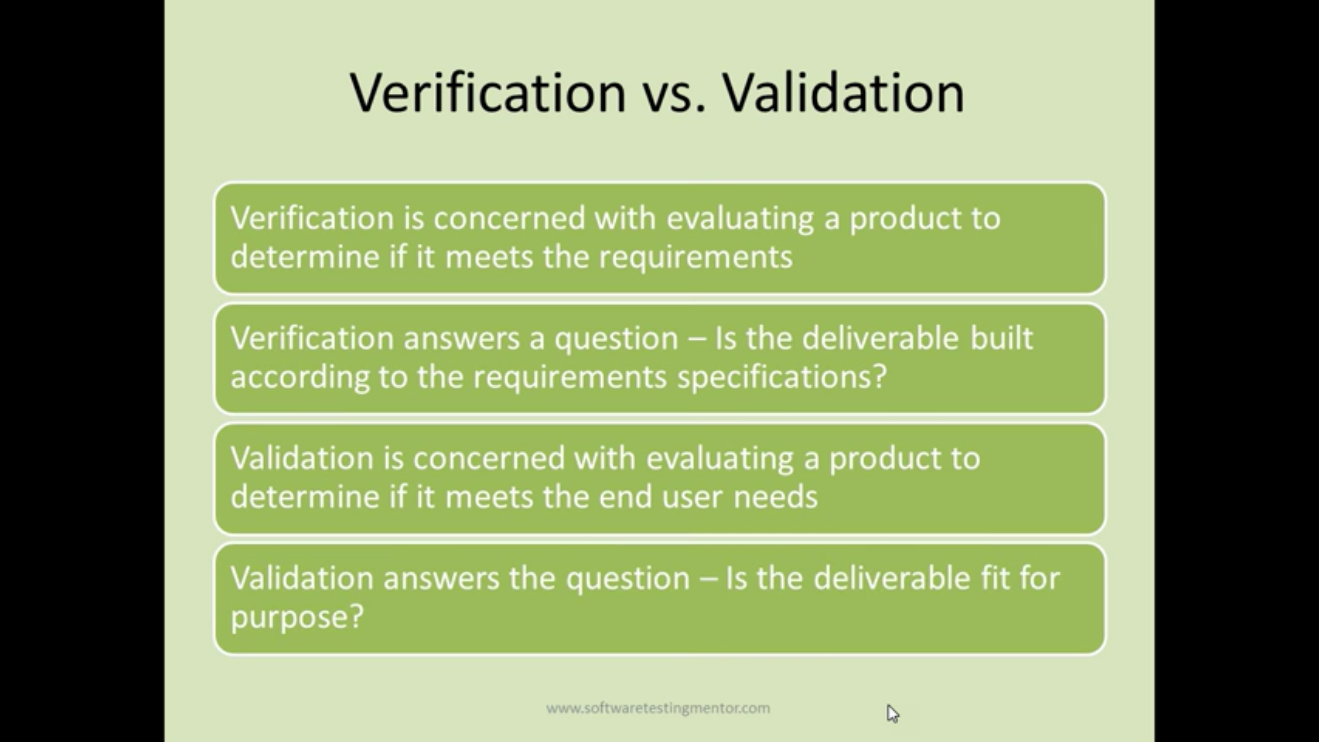 Verification vs. Validation
Verification is concerned with evaluating a product to
determine if it meets the requirements
Verification answers a question – Is the deliverable built
according to the requirements specifications?
Validation is concerned with evaluating a product to
determine if it meets the end user needs
Validation answers the question – Is the deliverable fit for
purpose?
www.softwaretestingmentor.com